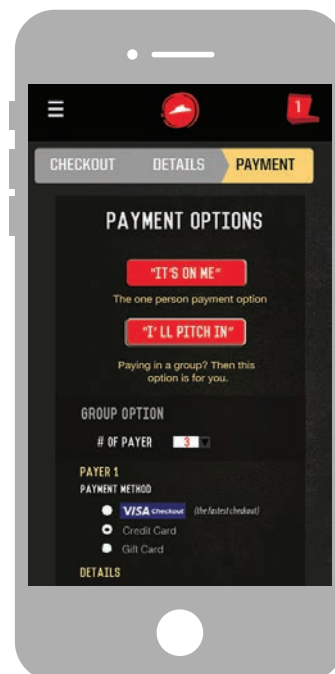 1
CHECKOUT DETAILS PAYMENT
PAYMENT OPTIONS
"IT'S ON ME"
The one person payment option
"I'LL PITCH IN"
Paying in a group? Then this
option is for you.
GROUP OPTION
# OF PAYER 3
PAYER 1
PAYMENT METHOD
VISA Checkout (the fastest checkout)
Credit Card
Gift Card
DETAILS